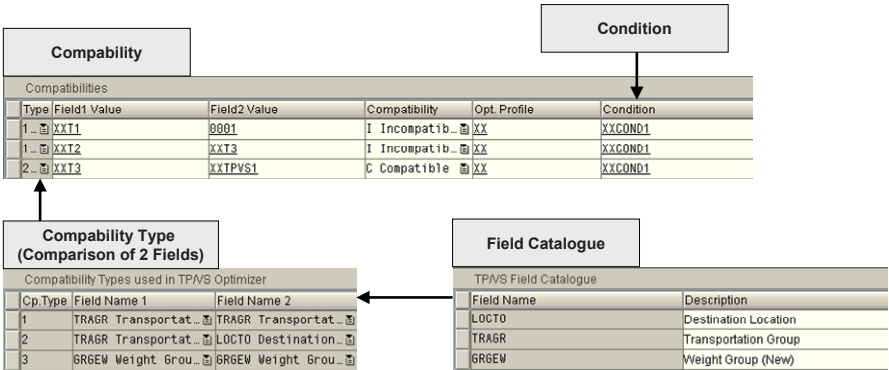 Compability
Condition
Compatibilities
Type Field1 Value Field2 Value Compatibility Opt. Profile Condition
1... XXT1 0001 I Incompatib... XX XXCOND1
1... XXT2 XXT3 I Incompatib... XX XXCOND1
2... XXT3 XXTPVS1 C Compatible XX XXCOND1
Compability Type
(Comparison of 2 Fields)
Field Catalogue
Compatibility Types used in TP/VS Optimizer
Cp.Type Field Name 1 Field Name 2
1 TRAGR Transportat... TRAGR Transportat...
2 TRAGR Transportat... LOCTO Destination...
3 GRGEW Weight Grou... GRGEW Weight Grou...
TP/VS Field Catalogue
Field Name Description
LOCTO Destination Location
TRAGR Transportation Group
GRGEW Weight Group (New)